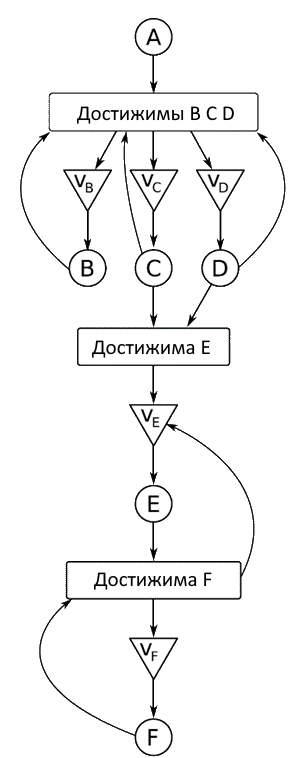 A
Достижимы B C D
VB VC VD
B C D
Достижима E
VE
E
Достижима F
VF
F